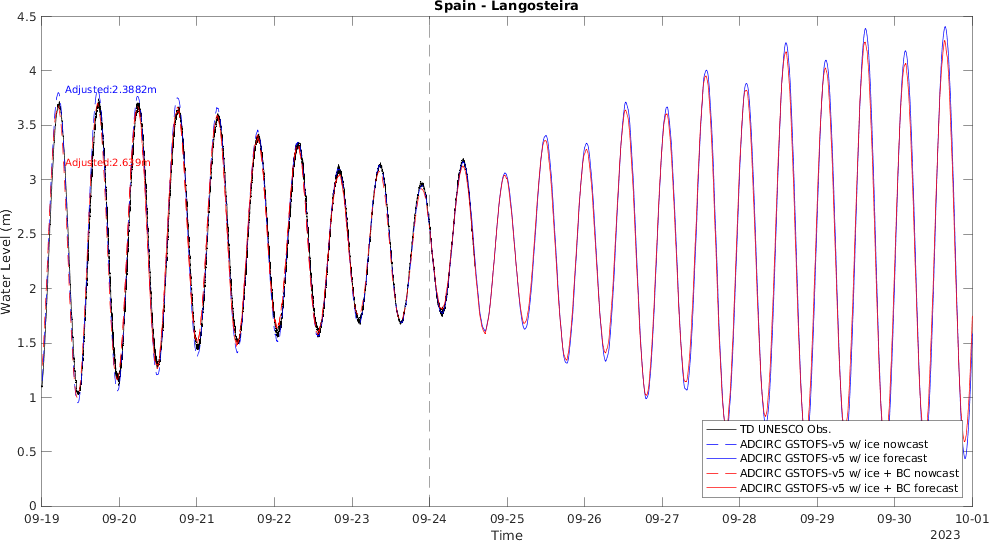 Spain - Langosteira
Water Level (m)
4.5
4
3.5
3
2.5
2
1.5
1
0.5
0
Adjusted:2.3882m
Adjusted:2.639m
TD UNESCO Obs.
ADCIRC GSTOFS-v5 w/ ice nowcast
ADCIRC GSTOFS-v5 w/ ice forecast
ADCIRC GSTOFS-v5 w/ ice + BC nowcast
ADCIRC GSTOFS-v5 w/ ice + BC forecast
09-19 09-20 09-21 09-22 09-23 09-24 09-25 09-26 09-27 09-28 09-29 09-30 10-01
Time
2023